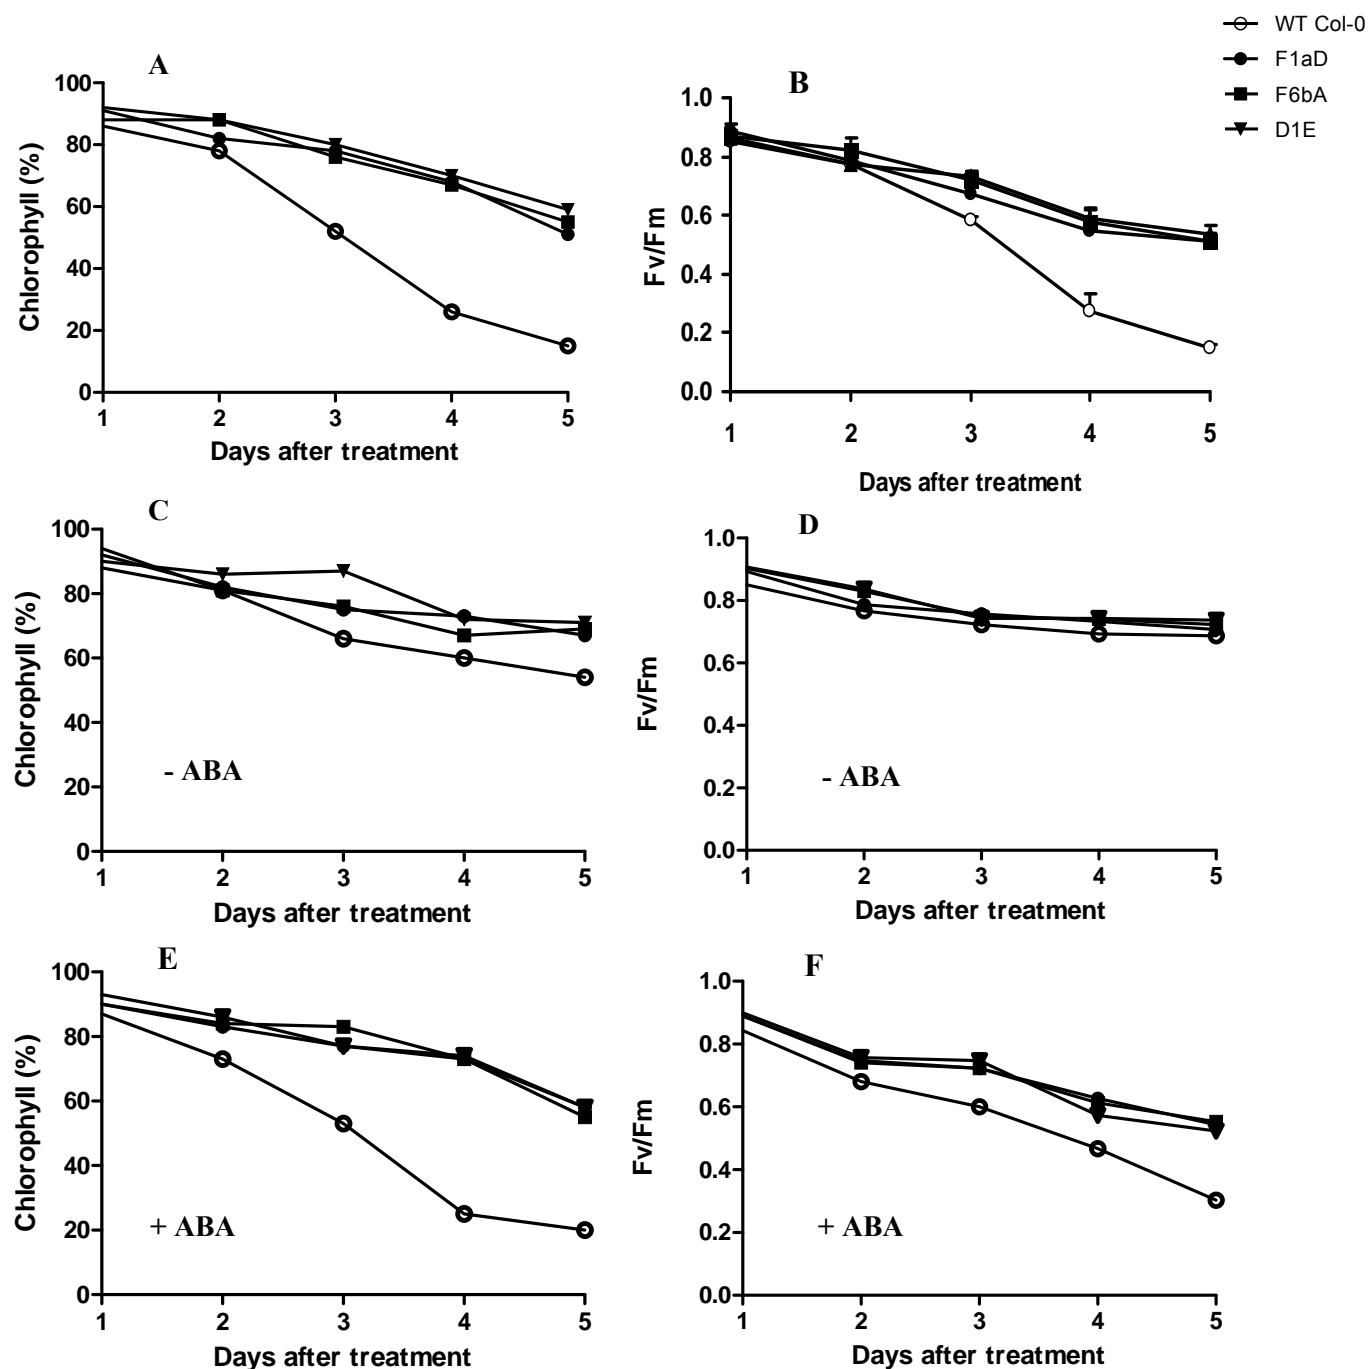 WT Col-0
F1aD
F6bA
D1E
A
100
80
60
40
20
0
Chlorophyll (%)
1 2 3 4 5
Days after treatment
B
1.0
0.8
0.6
0.4
0.2
0.0
Fv/Fm
1 2 3 4 5
Days after treatment
C
100
80
60
40
20
0
Chlorophyll (%)
- ABA
1 2 3 4 5
Days after treatment
D
1.0
0.8
0.6
0.4
0.2
0.0
Fv/Fm
- ABA
1 2 3 4 5
Days after treatment
E
100
80
60
40
20
0
Chlorophyll (%)
+ ABA
1 2 3 4 5
Days after treatment
F
1.0
0.8
0.6
0.4
0.2
0.0
Fv/Fm
+ ABA
1 2 3 4 5
Days after treatment